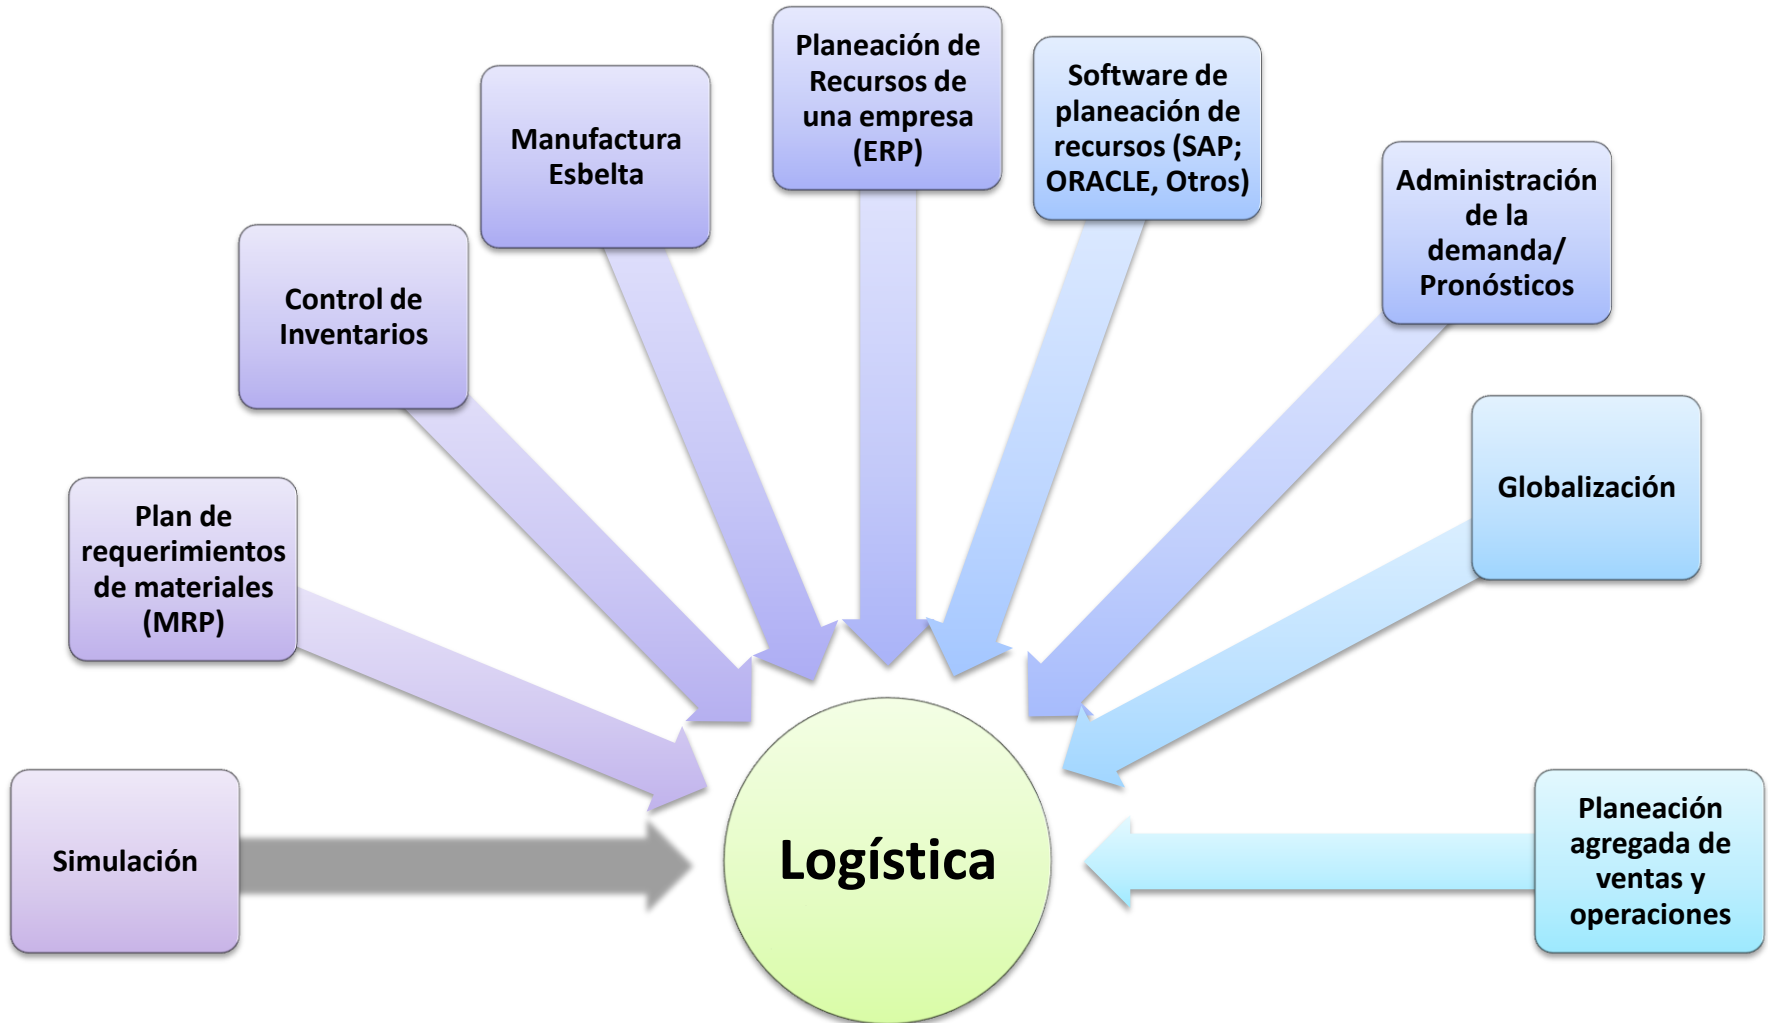 Planeación de
Recursos de
una empresa
(ERP)
Software de
planeación de
recursos (SAP;
ORACLE, Otros)
Manufactura
Esbelta
Administración
de la
demanda/
Pronósticos
Control de
Inventarios
Globalización
Plan de
requerimientos
de materiales
(MRP)
Simulación
Logística
Planeación
agregada de
ventas y
operaciones